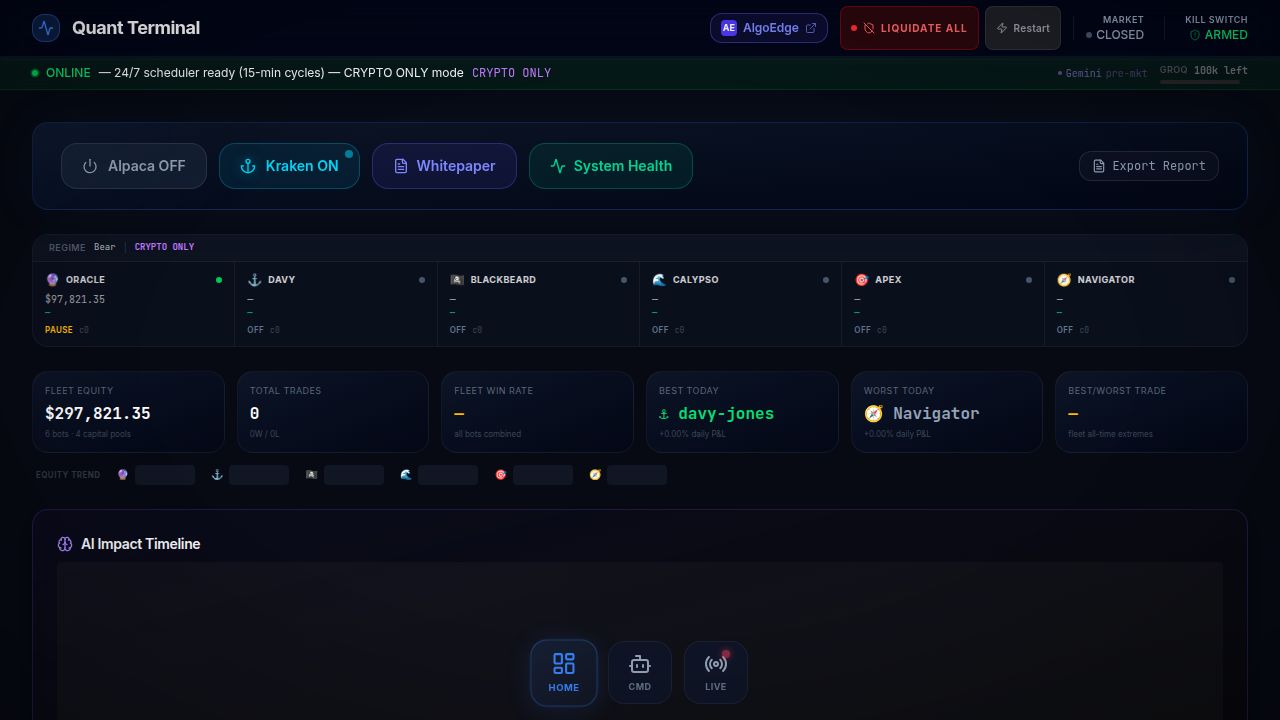 Quant Terminal
AE AlgoEdge
LIQUIDATE ALL
Restart
MARKET
CLOSED
KILL SWITCH
ARMED
ONLINE — 24/7 scheduler ready (15-min cycles) — CRYPTO ONLY mode CRYPTO ONLY
Gemini pre-mkt
GROQ 100k left
Alpaca OFF
Kraken ON
Whitepaper
System Health
Export Report
REGIME Bear | CRYPTO ONLY
ORACLE
$97,821.35
—
PAUSE c0
DAVY
—
—
OFF c0
BLACKBEARD
—
—
OFF c0
CALYPSO
—
—
OFF c0
APEX
—
—
OFF c0
NAVIGATOR
—
—
OFF c0
FLEET EQUITY
$297,821.35
6 bots · 4 capital pools
TOTAL TRADES
0
0W / 0L
FLEET WIN RATE
—
all bots combined
BEST TODAY
davy-jones
+0.00% daily P&L
WORST TODAY
Navigator
+0.00% daily P&L
BEST/WORST TRADE
—
fleet all-time extremes
EQUITY TREND
AI Impact Timeline
HOME
CMD
LIVE